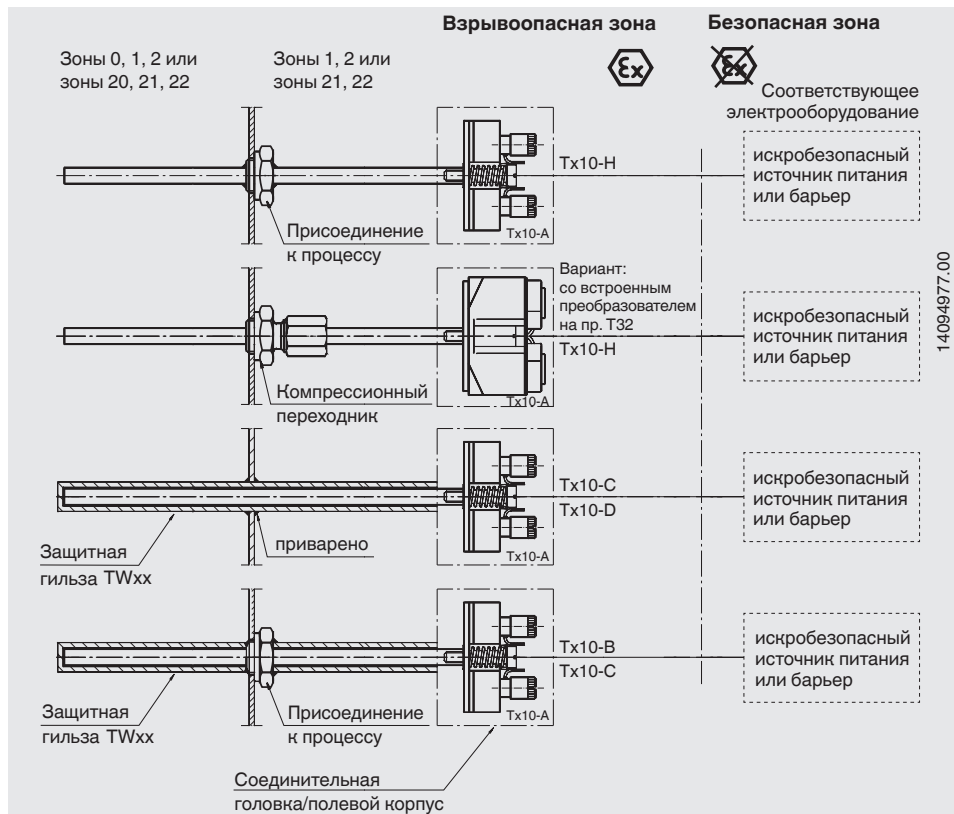 Взрывоопасная зона
Безопасная зона
Зоны 0, 1, 2 или
зоны 20, 21, 22
Зоны 1, 2 или
зоны 21, 22
Ex
Ex
Соответствующее
электрооборудование
Tx10-H
искробезопасный
источник питания
или барьер
Tx10-A
Присоединение
к процессу
Вариант:
со встроенным
преобразователем
на пр. T32
Tx10-H
искробезопасный
источник питания
или барьер
Tx10-A
Компрессионный
переходник
Tx10-C
Tx10-D
искробезопасный
источник питания
или барьер
Tx10-A
Защитная
гильза TWxx
приварено
Tx10-B
Tx10-C
искробезопасный
источник питания
или барьер
Tx10-A
Защитная
гильза TWxx
Присоединение
к процессу
Соединительная
головка/полевой корпус
14094977.00